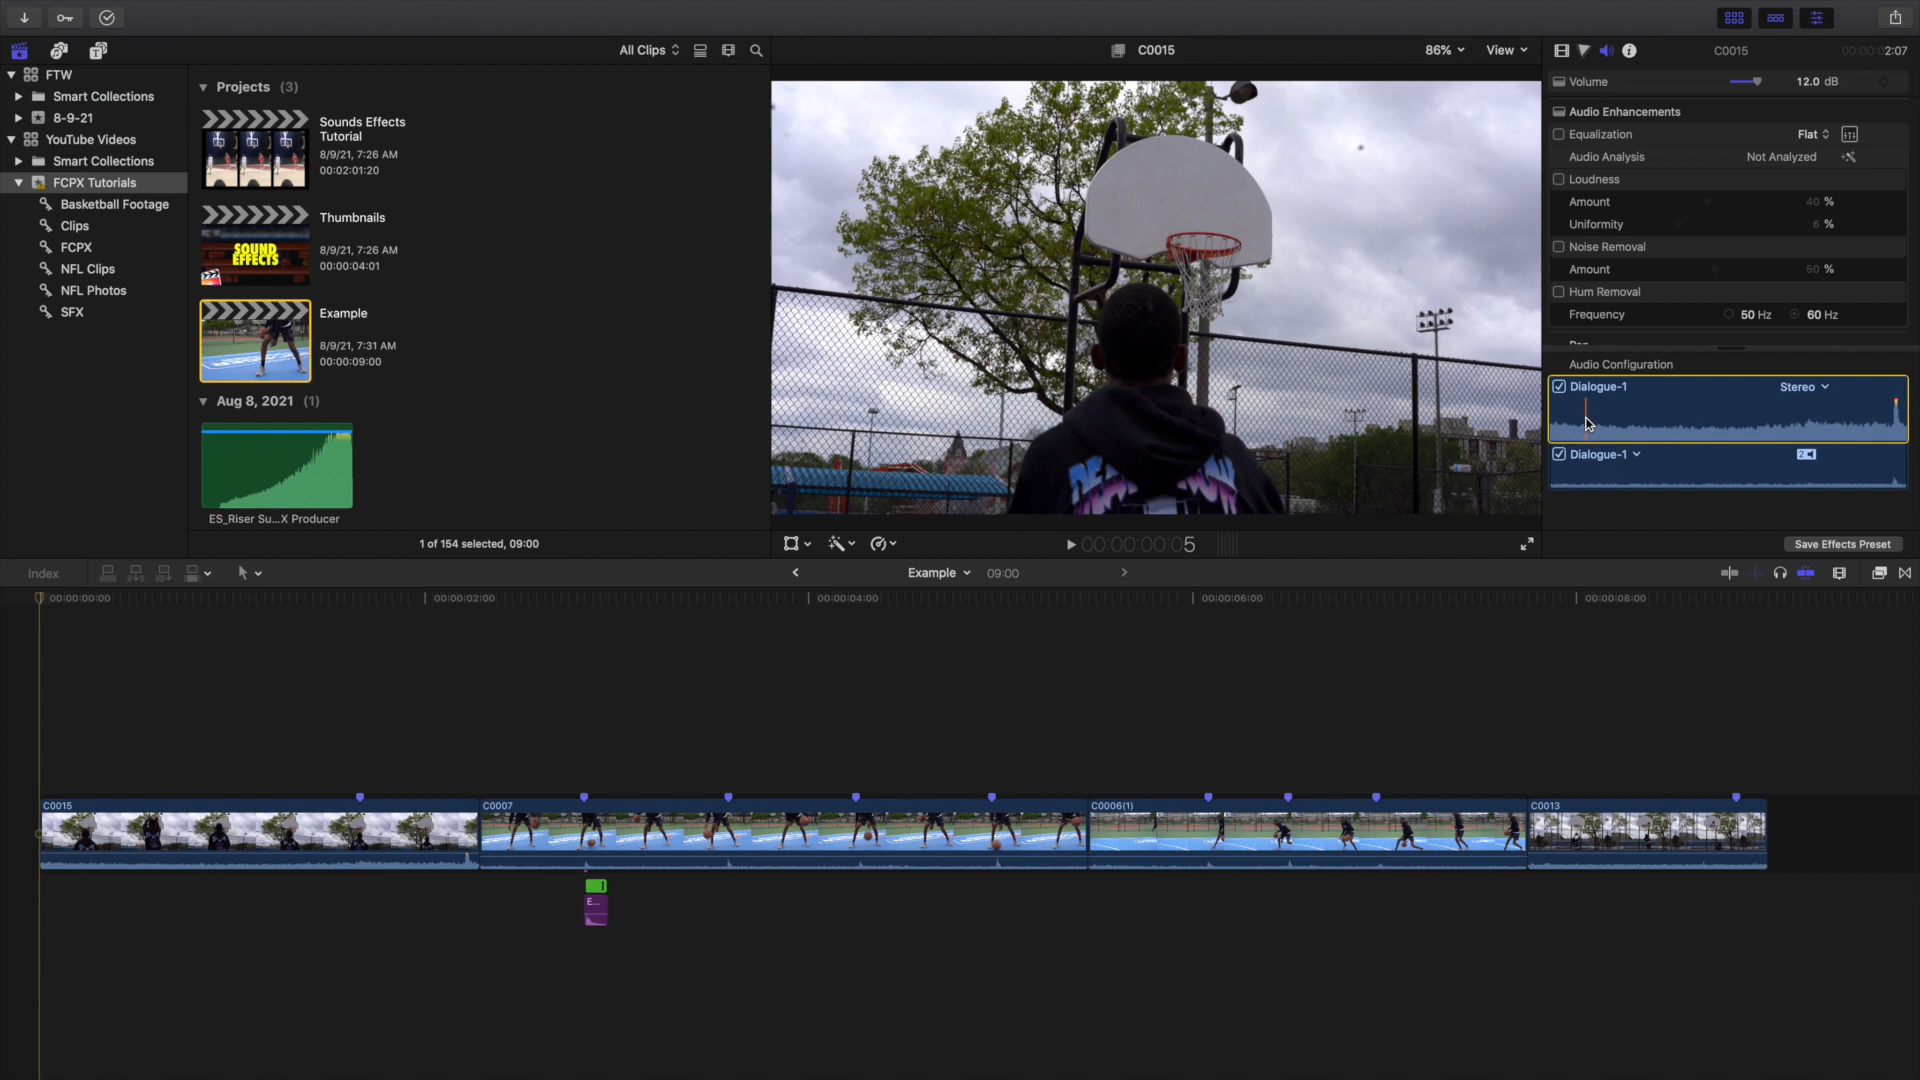 All Clips
C0015
86%
View
C0015
00:00:02:07
FTW
Smart Collections
8-9-21
YouTube Videos
Smart Collections
FCPX Tutorials
Basketball Footage
Clips
FCPX
NFL Clips
NFL Photos
SFX
Projects (3)
Sounds Effects
Tutorial
8/9/21, 7:26 AM
00:02:01:20
Thumbnails
8/9/21, 7:26 AM
00:00:04:01
SOUND
EFFECTS
Example
8/9/21, 7:31 AM
00:00:09:00
Aug 8, 2021 (1)
ES_Riser Su...X Producer
1 of 154 selected, 09:00
00:00:00:05
Volume 12.0 dB
Audio Enhancements
Equalization Flat
Audio Analysis Not Analyzed
Loudness
Amount 40 %
Uniformity 6 %
Noise Removal
Amount 50 %
Hum Removal
Frequency 50 Hz 60 Hz
Audio Configuration
Dialogue-1 Stereo
Dialogue-1 2
Save Effects Preset
Index
Example 09:00
00:00:00:00 00:00:02:00 00:00:04:00 00:00:06:00 00:00:08:00
C0015 C0007 C0006(1) C0013
E...